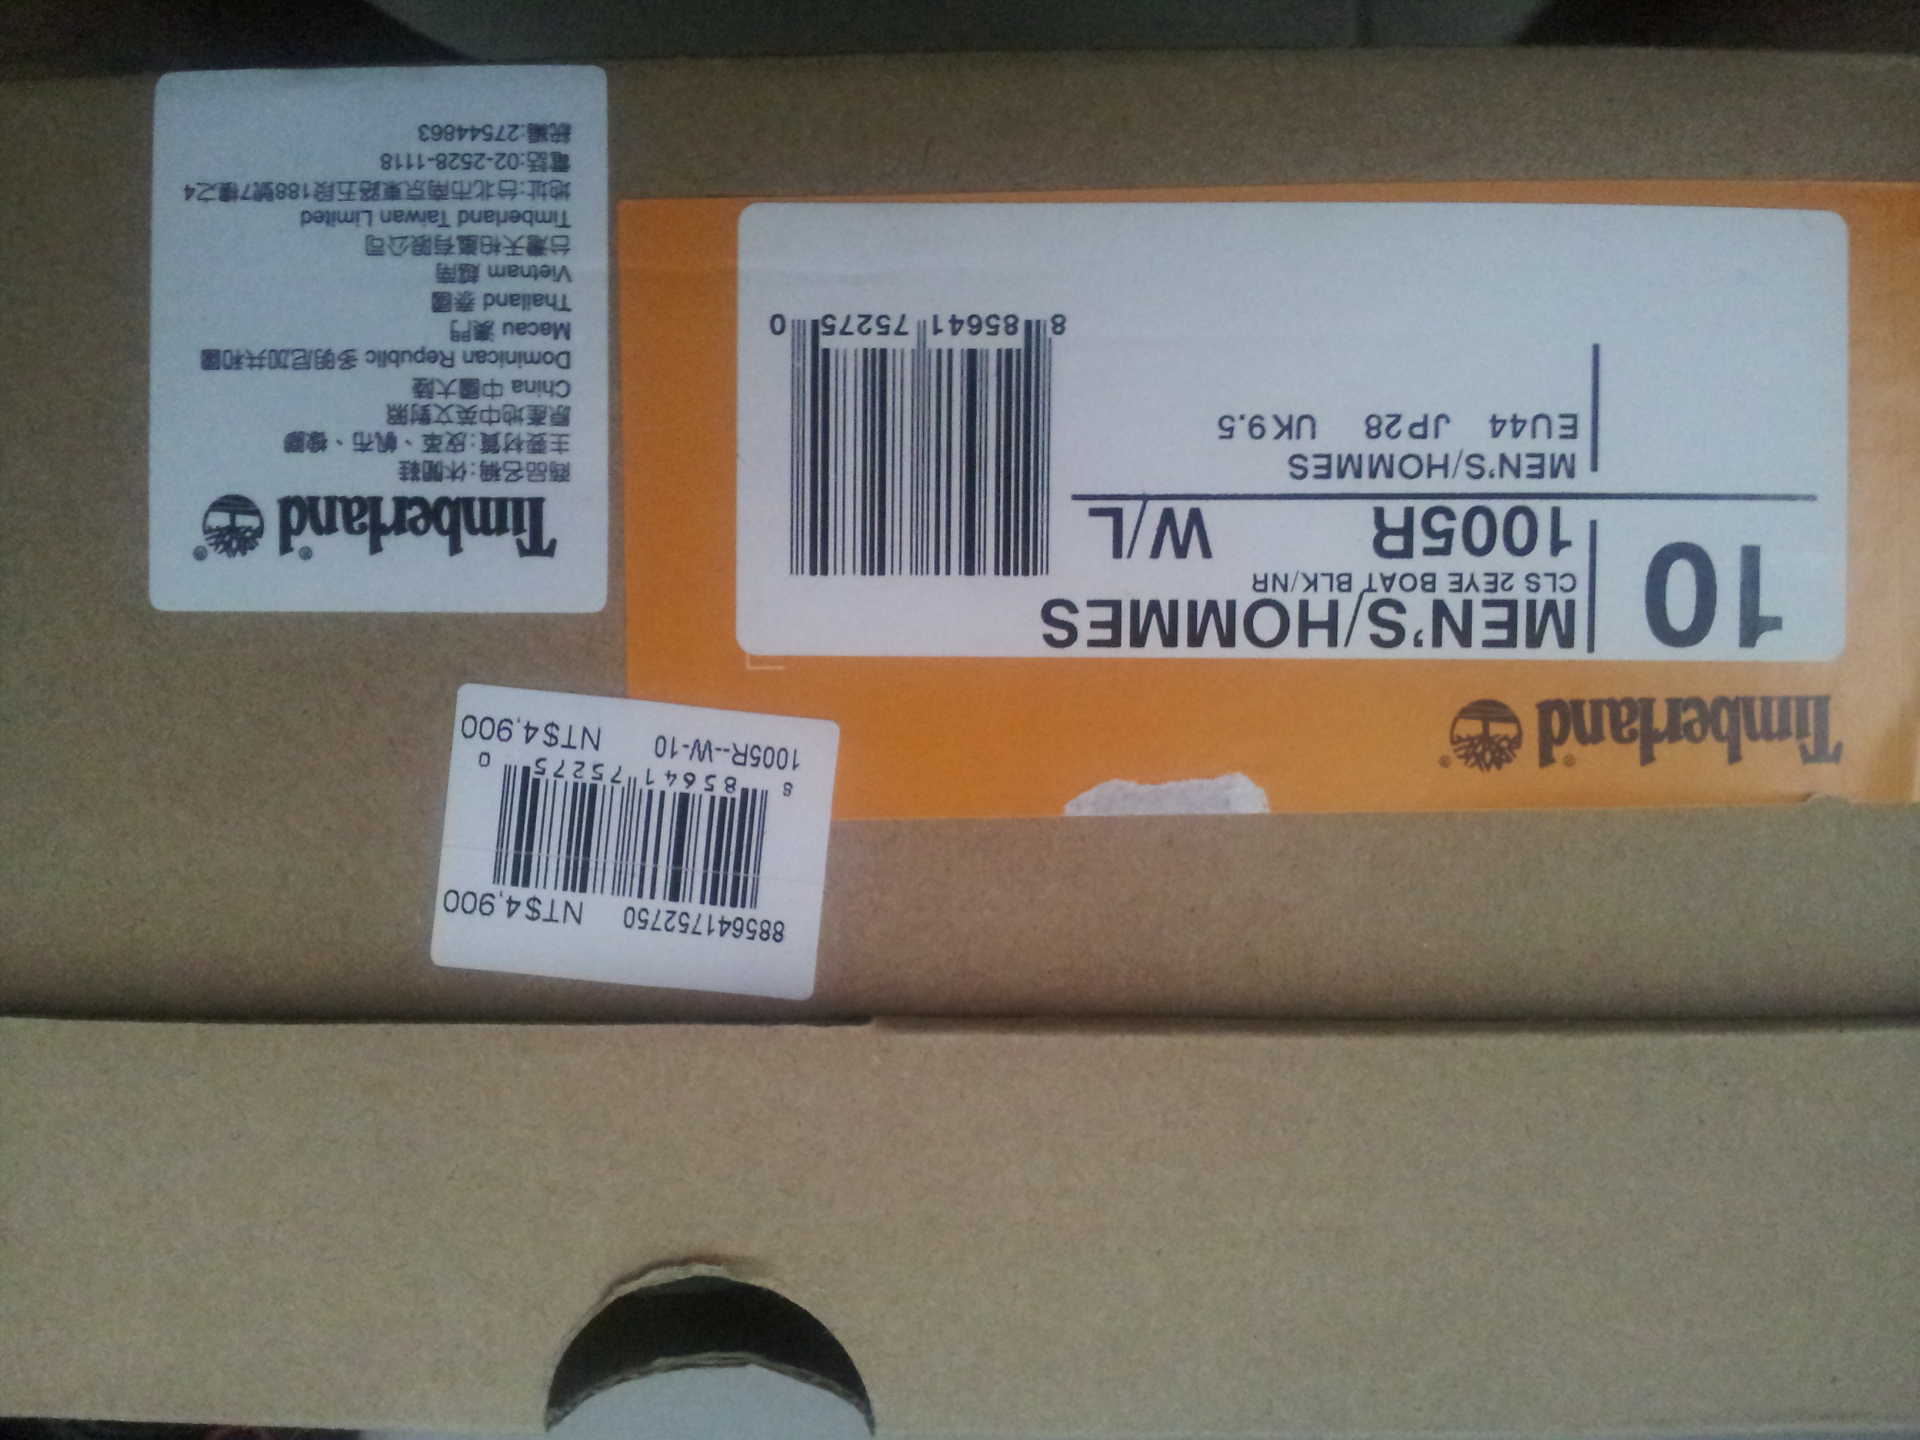 Timberland®
10
MEN'S/HOMMES
CLS 2EYE BOAT BLK/NR
1005R W/L
MEN'S/HOMMES
EU44 JP28 UK9.5
8 85641 75275 0
885641752750 NT$4,900
8 85641 75275 0
1005R--W-10 NT$4,900
Timberland®
商品名稱:休閒鞋
主要材質:皮革、帆布、橡膠
原產地中英文對照
China 中國大陸
Dominican Republic 多明尼加共和國
Macau 澳門
Thailand 泰國
Vietnam 越南
台灣天柏嵐有限公司
Timberland Taiwan Limited
地址:台北市南京東路五段188號7樓之4
電話:02-2528-1118
統編:27544863